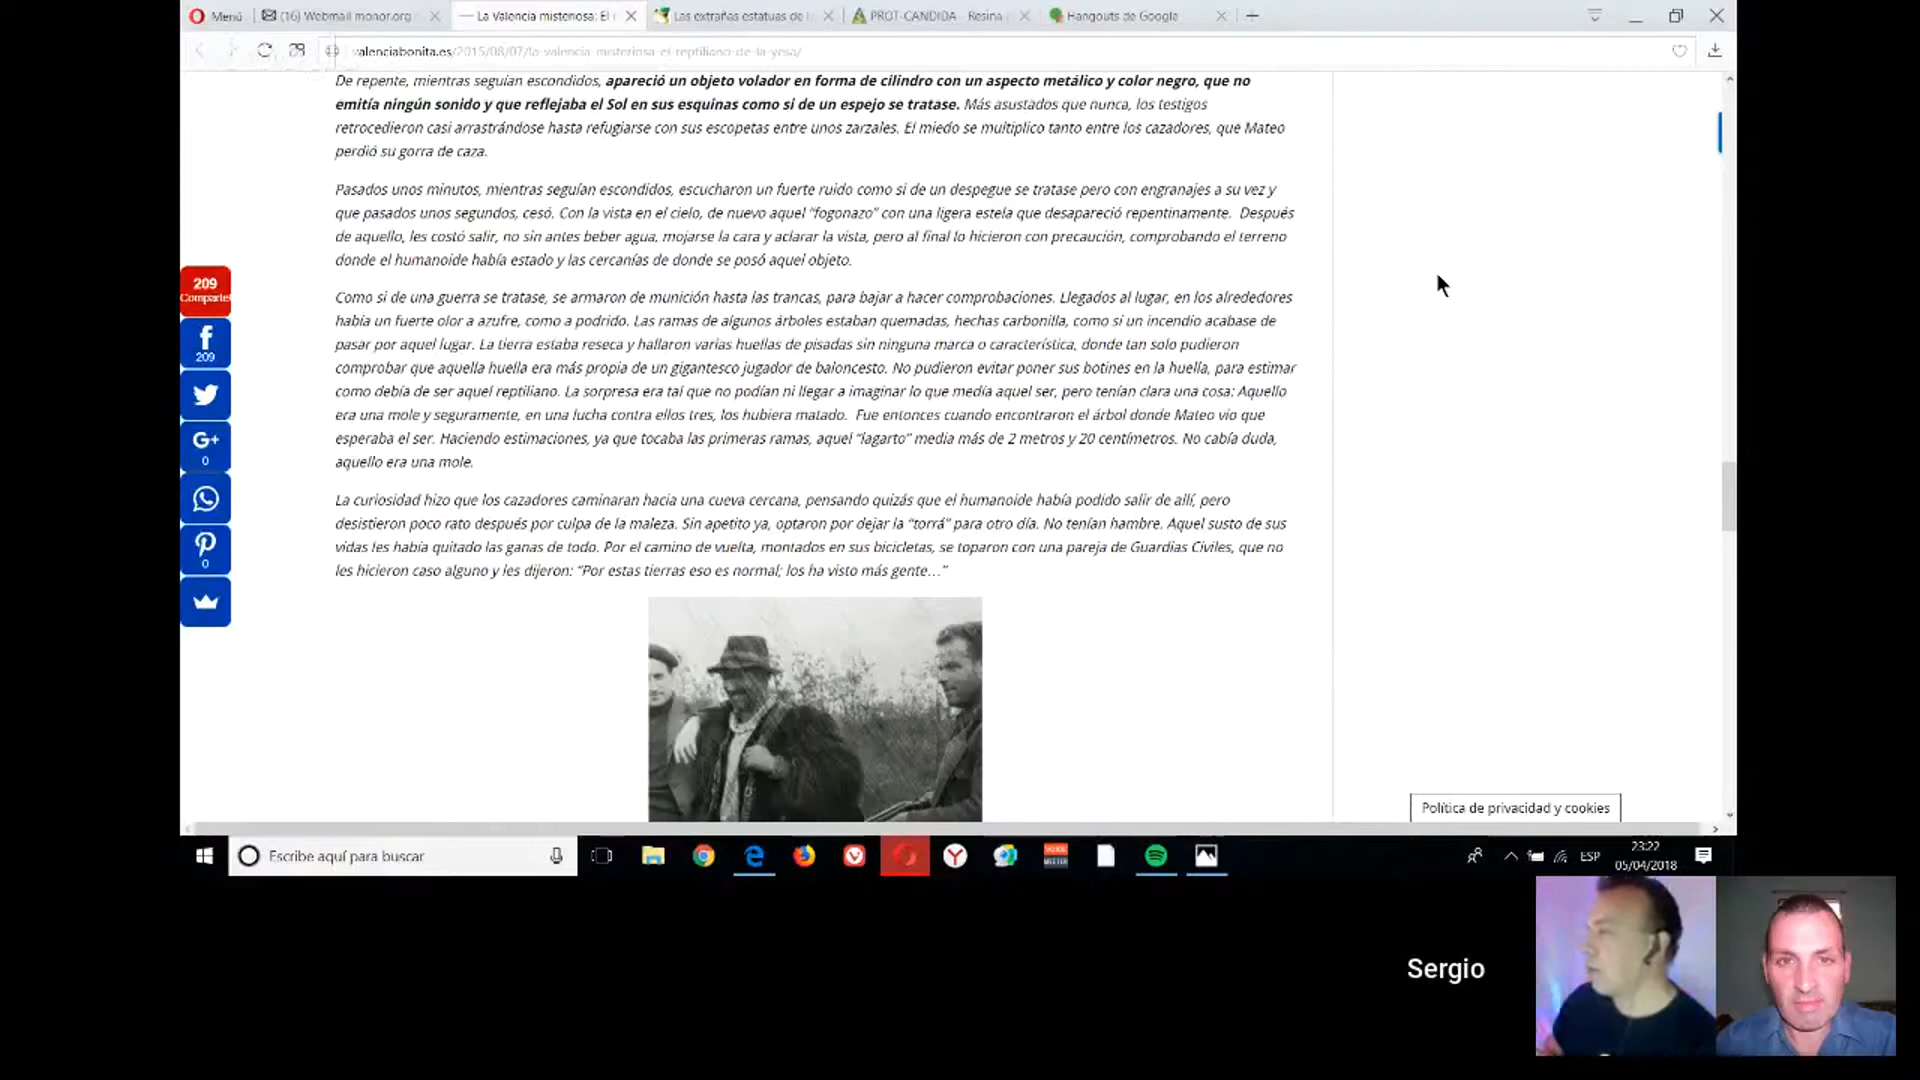 Menú
(16) Webmail monor.org
La Valencia misteriosa: El
Las extrañas estatuas de
PROT-CANDIDA - Resina
Hangouts de Google
valenciabonita.es/2015/08/07/la-valencia-misteriosa-el-reptiliano-de-la-yesa/
De repente, mientras seguían escondidos, apareció un objeto volador en forma de cilindro con un aspecto metálico y color negro, que no
emitía ningún sonido y que reflejaba el Sol en sus esquinas como si de un espejo se tratase. Más asustados que nunca, los testigos
retrocedieron casi arrastrándose hasta refugiarse con sus escopetas entre unos zarzales. El miedo se multiplico tanto entre los cazadores, que Mateo
perdió su gorra de caza.
Pasados unos minutos, mientras seguían escondidos, escucharon un fuerte ruido como si de un despegue se tratase pero con engranajes a su vez y
que pasados unos segundos, cesó. Con la vista en el cielo, de nuevo aquel “fogonazo” con una ligera estela que desapareció repentinamente. Después
de aquello, les costó salir, no sin antes beber agua, mojarse la cara y aclarar la vista, pero al final lo hicieron con precaución, comprobando el terreno
donde el humanoide había estado y las cercanías de donde se posó aquel objeto.
Como si de una guerra se tratase, se armaron de munición hasta las trancas, para bajar a hacer comprobaciones. Llegados al lugar, en los alrededores
había un fuerte olor a azufre, como a podrido. Las ramas de algunos árboles estaban quemadas, hechas carbonilla, como si un incendio acabase de
pasar por aquel lugar. La tierra estaba reseca y hallaron varias huellas de pisadas sin ninguna marca o característica, donde tan solo pudieron
comprobar que aquella huella era más propia de un gigantesco jugador de baloncesto. No pudieron evitar poner sus botines en la huella, para estimar
como debía de ser aquel reptiliano. La sorpresa era tal que no podían ni llegar a imaginar lo que medía aquel ser, pero tenían clara una cosa: Aquello
era una mole y seguramente, en una lucha contra ellos tres, los hubiera matado. Fue entonces cuando encontraron el árbol donde Mateo vio que
esperaba el ser. Haciendo estimaciones, ya que tocaba las primeras ramas, aquel “lagarto” media más de 2 metros y 20 centímetros. No cabía duda,
aquello era una mole.
La curiosidad hizo que los cazadores caminaran hacia una cueva cercana, pensando quizás que el humanoide había podido salir de allí, pero
desistieron poco rato después por culpa de la maleza. Sin apetito ya, optaron por dejar la “torrá” para otro día. No tenían hambre. Aquel susto de sus
vidas les había quitado las ganas de todo. Por el camino de vuelta, montados en sus bicicletas, se toparon con una pareja de Guardias Civiles, que no
les hicieron caso alguno y les dijeron: “Por estas tierras eso es normal; los ha visto más gente…”
209
Comparte
209
G+
0
0
Política de privacidad y cookies
Escribe aquí para buscar
ESP
23:22
05/04/2018
Sergio